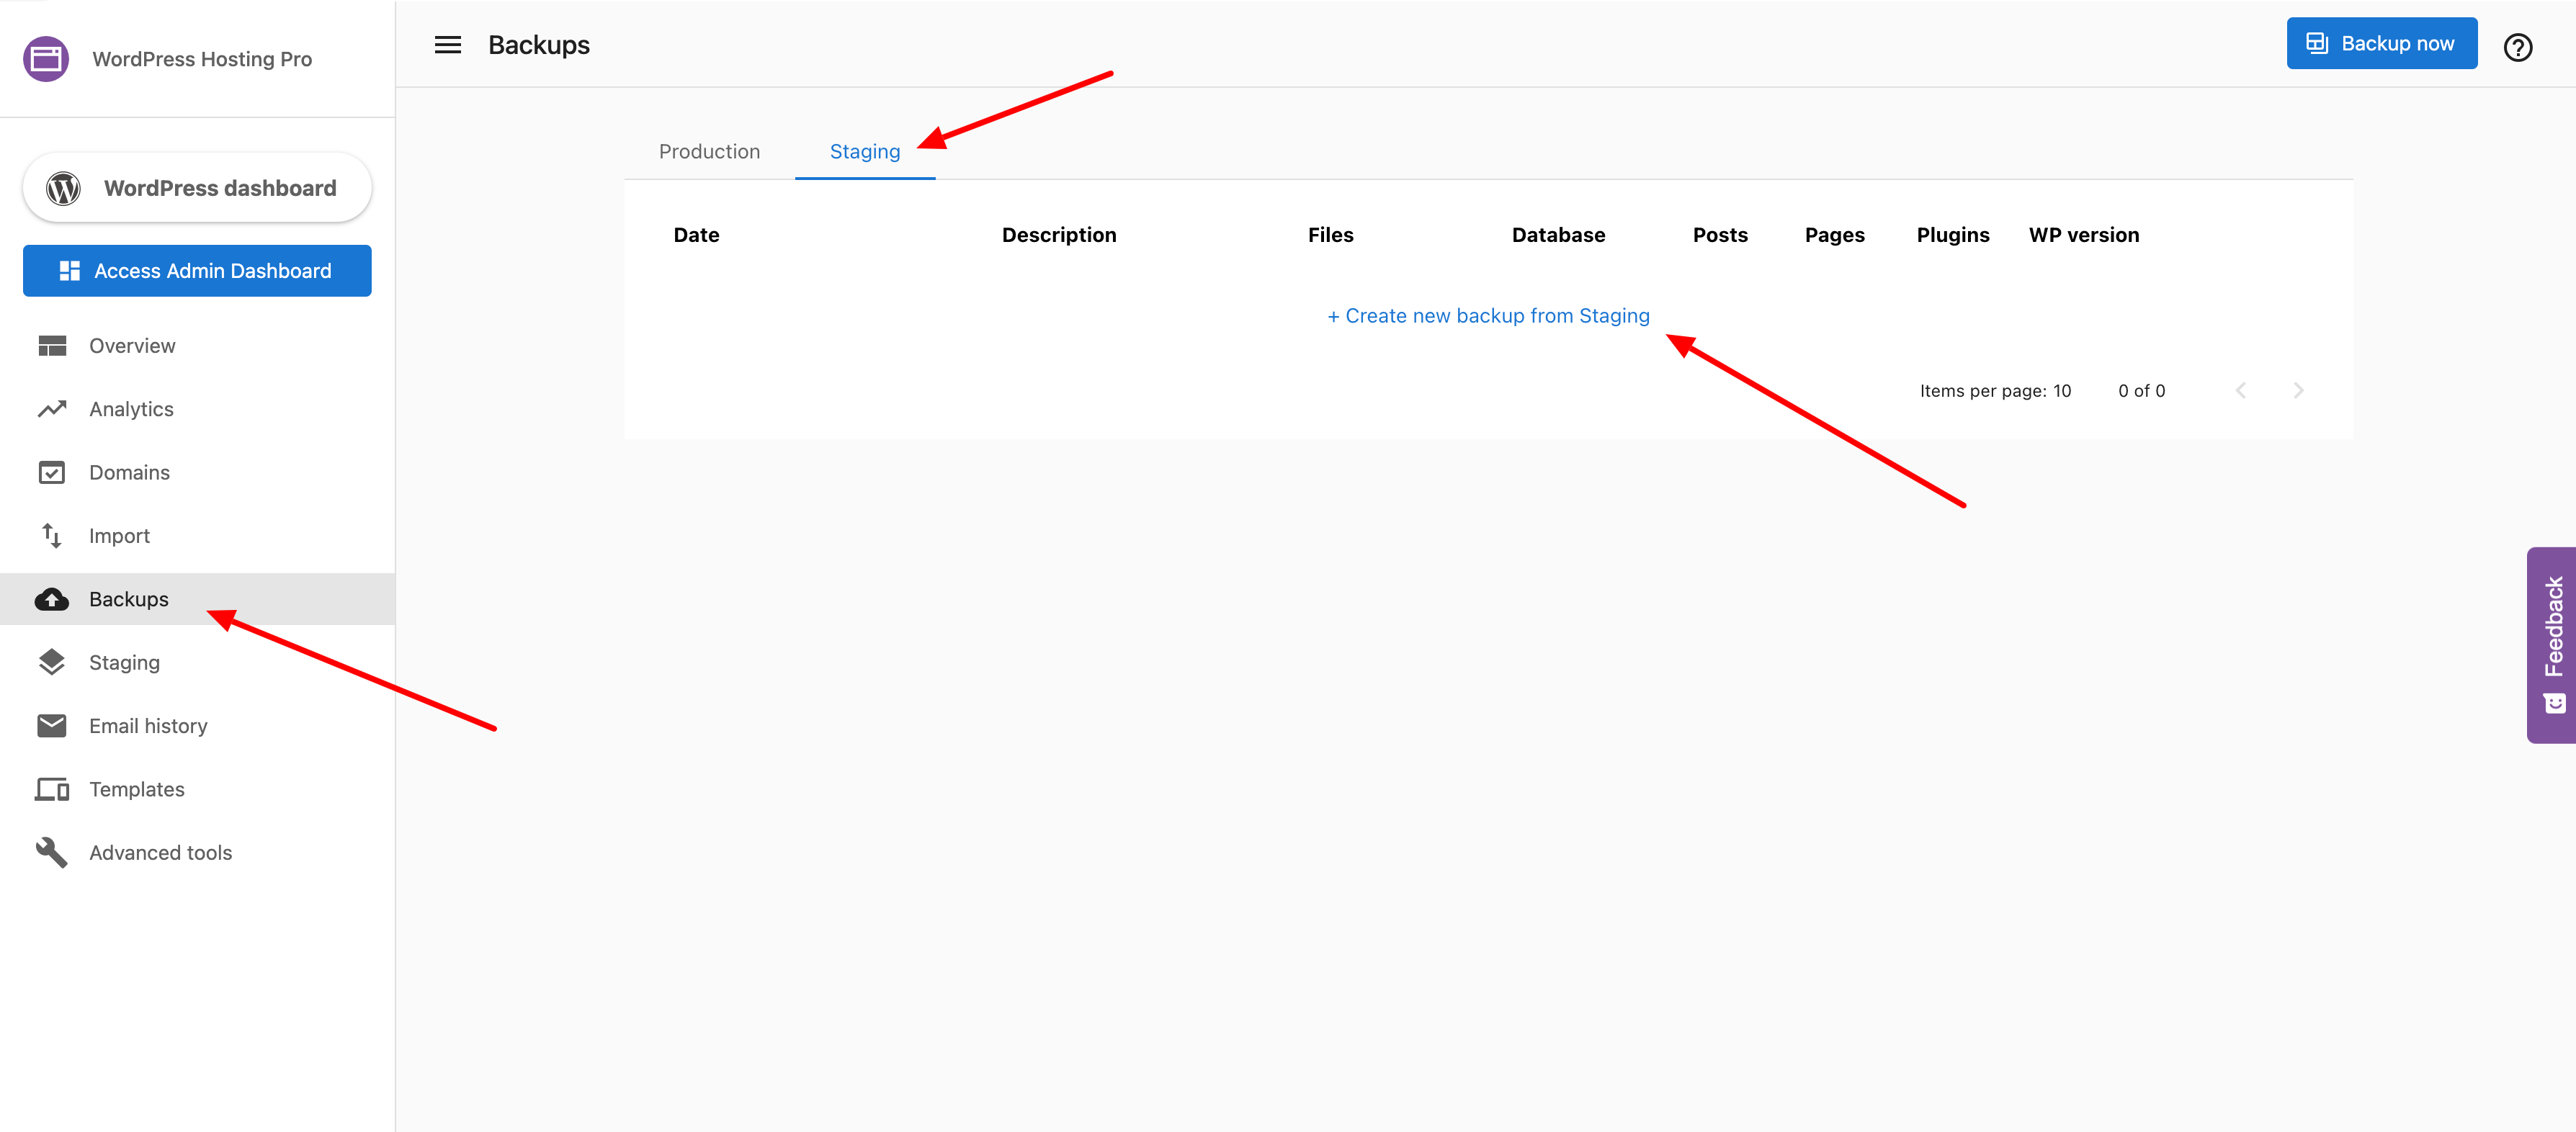 WordPress Hosting Pro
Backups
Backup now
WordPress dashboard
Access Admin Dashboard
Overview
Analytics
Domains
Import
Backups
Staging
Email history
Templates
Advanced tools
Production Staging
Date Description Files Database Posts Pages Plugins WP version
+ Create new backup from Staging
Items per page: 10 0 of 0
Feedback